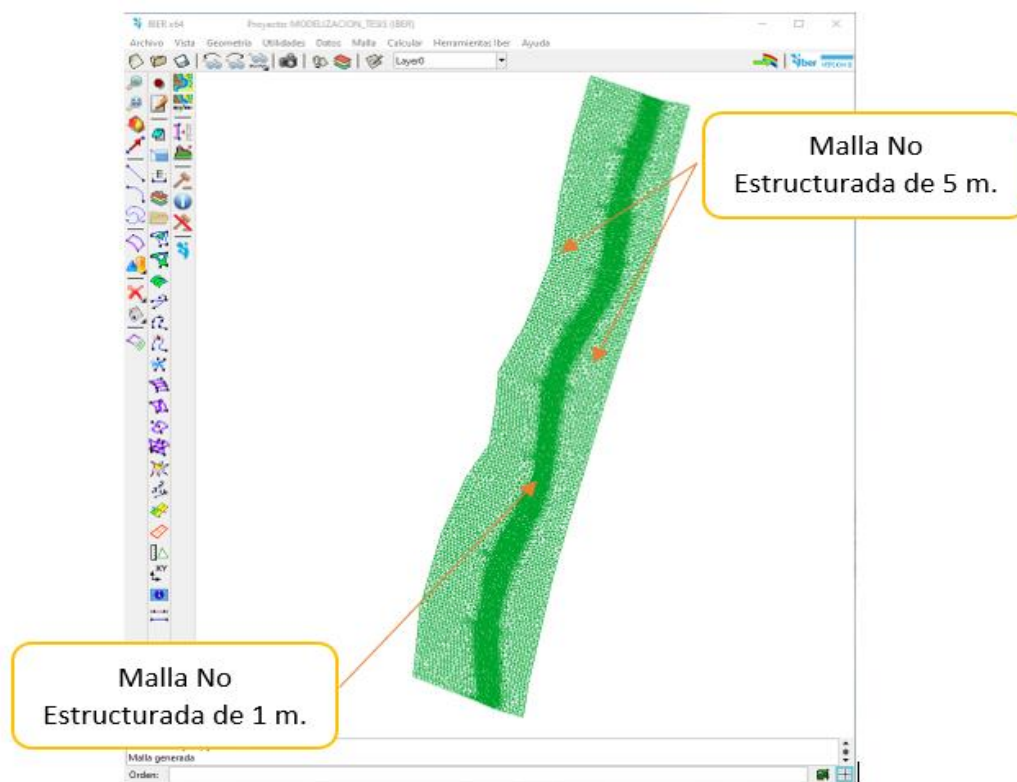 IBER x64
Proyecto: MODELIZACION_TESIS (IBER)
Archivo Vista Geometría Utilidades Datos Malla Calcular Herramientas Iber Ayuda
Layer0
Iber
Malla No
Estructurada de 5 m.
Malla No
Estructurada de 1 m.
Malla generada
Orden: